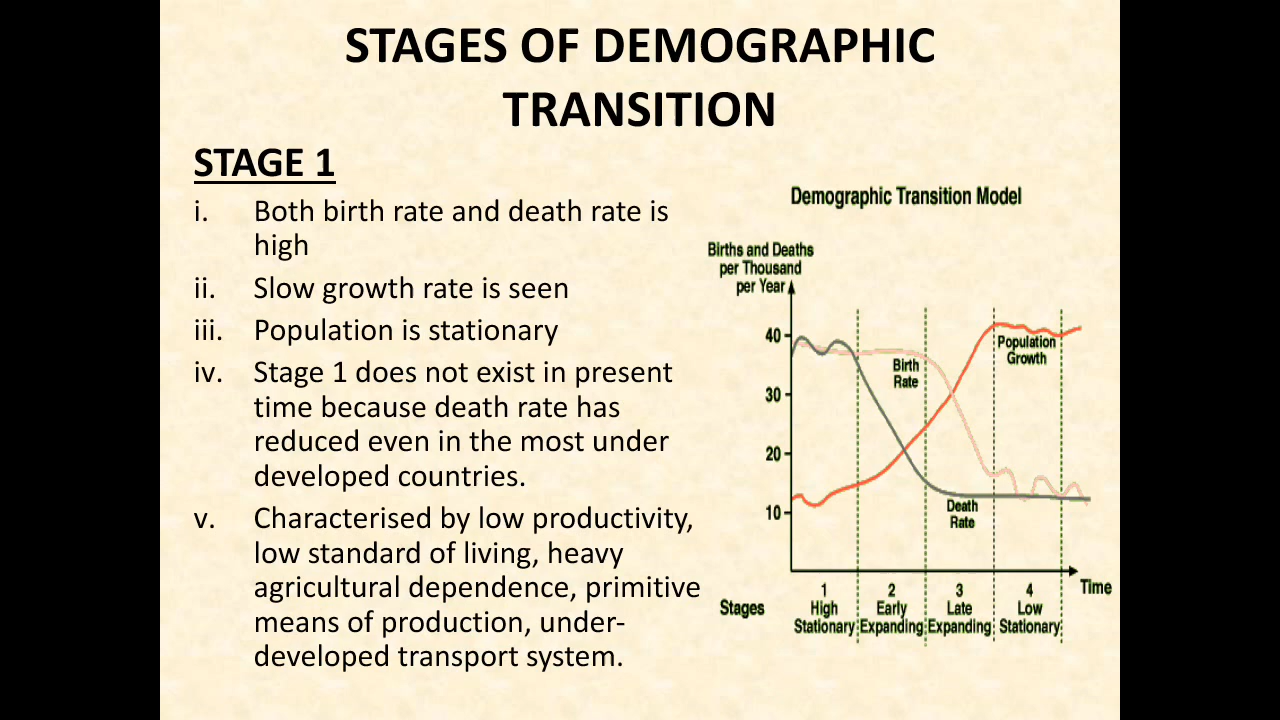 STAGES OF DEMOGRAPHIC
TRANSITION
STAGE 1
i. Both birth rate and death rate is
high
ii. Slow growth rate is seen
iii. Population is stationary
iv. Stage 1 does not exist in present
time because death rate has
reduced even in the most under
developed countries.
v. Characterised by low productivity,
low standard of living, heavy
agricultural dependence, primitive
means of production, under-
developed transport system.
Demographic Transition Model
Births and Deaths
per Thousand
per Year
40
30
20
10
Birth
Rate
Population
Growth
Death
Rate
Time
Stages
1
High
Stationary
2
Early
Expanding
3
Late
Expanding
4
Low
Stationary